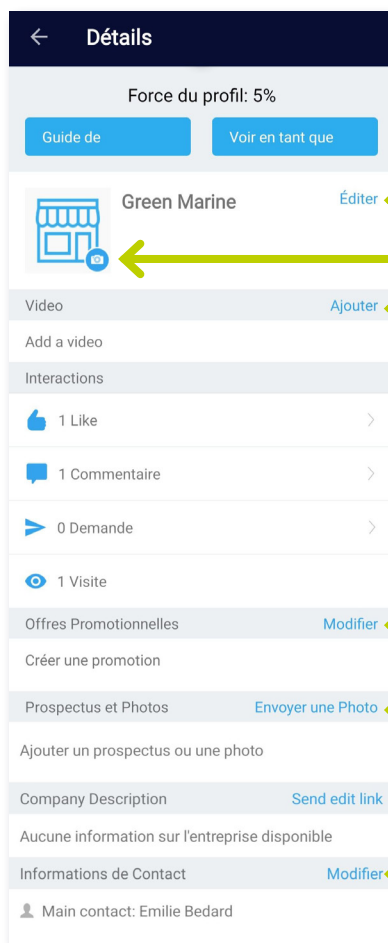 Détails
Force du profil: 5%
Guide de
Voir en tant que
Green Marine
Éditer
Video
Ajouter
Add a video
Interactions
1 Like
1 Commentaire
0 Demande
1 Visite
Offres Promotionnelles
Modifier
Créer une promotion
Prospectus et Photos
Envoyer une Photo
Ajouter un prospectus ou une photo
Company Description
Send edit link
Aucune information sur l'entreprise disponible
Informations de Contact
Modifier
Main contact: Emilie Bedard